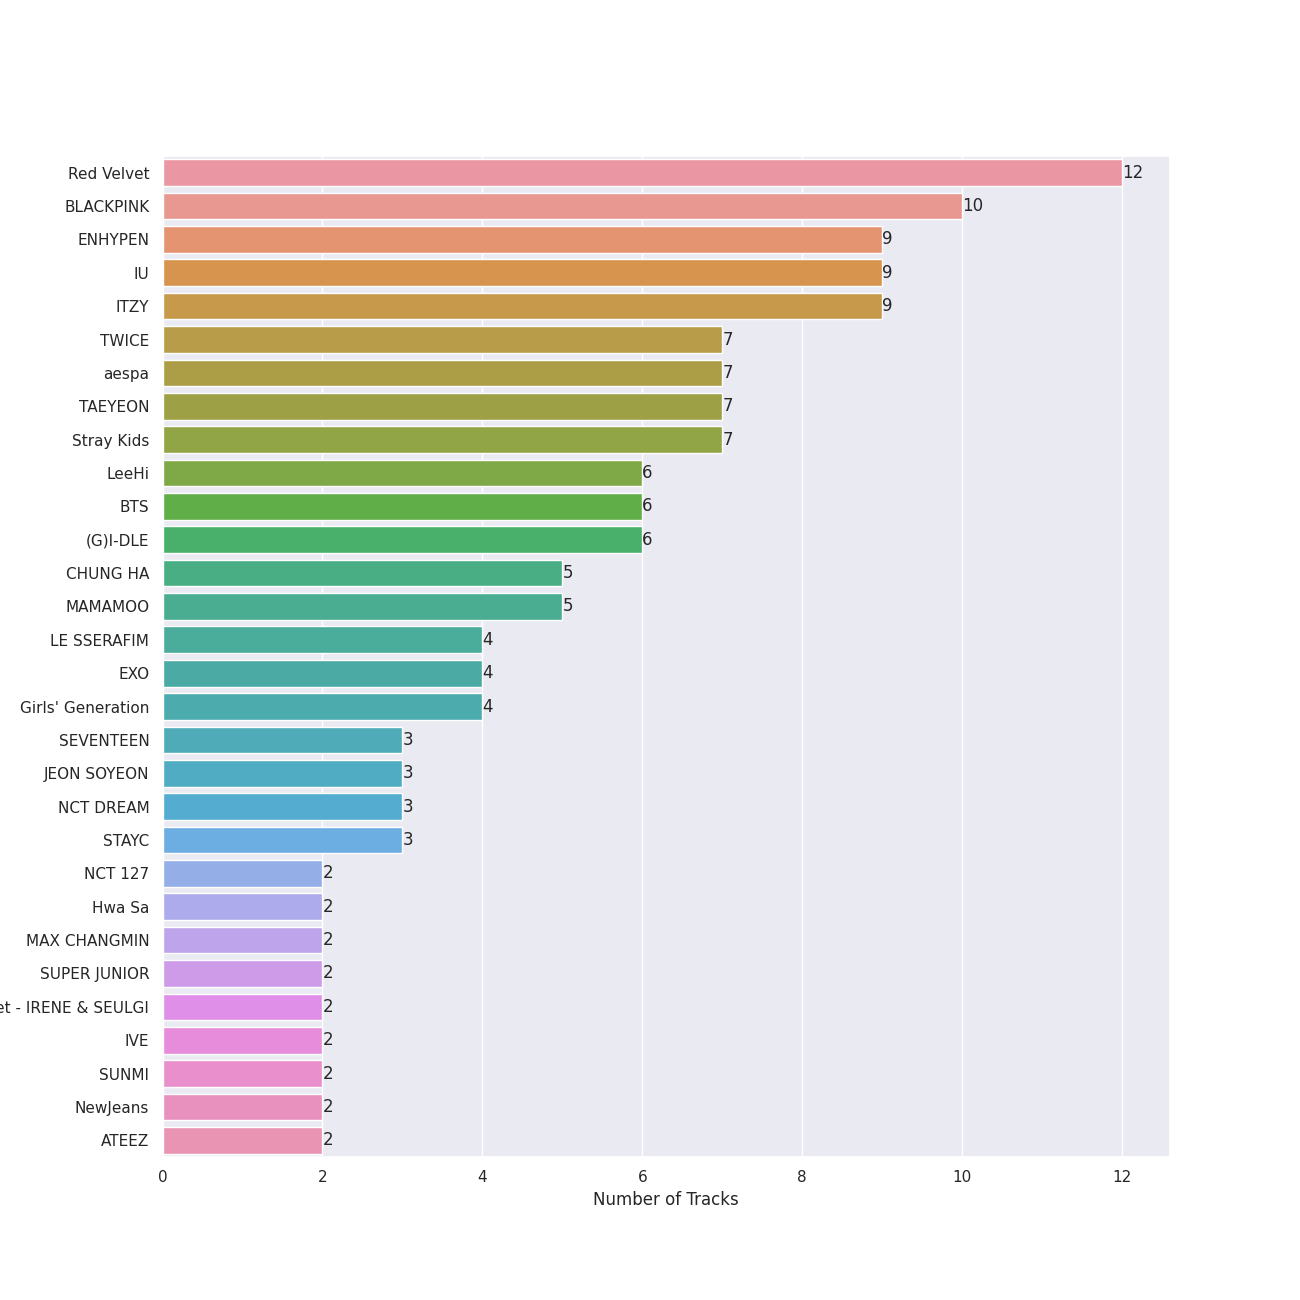 Red Velvet 12
BLACKPINK 10
ENHYPEN 9
IU 9
ITZY 9
TWICE 7
aespa 7
TAEYEON 7
Stray Kids 7
LeeHi 6
BTS 6
(G)I-DLE 6
CHUNG HA 5
MAMAMOO 5
LE SSERAFIM 4
EXO 4
Girls' Generation 4
SEVENTEEN 3
JEON SOYEON 3
NCT DREAM 3
STAYC 3
NCT 127 2
Hwa Sa 2
MAX CHANGMIN 2
SUPER JUNIOR 2
et - IRENE & SEULGI 2
IVE 2
SUNMI 2
NewJeans 2
ATEEZ 2
0 2 4 6 8 10 12
Number of Tracks